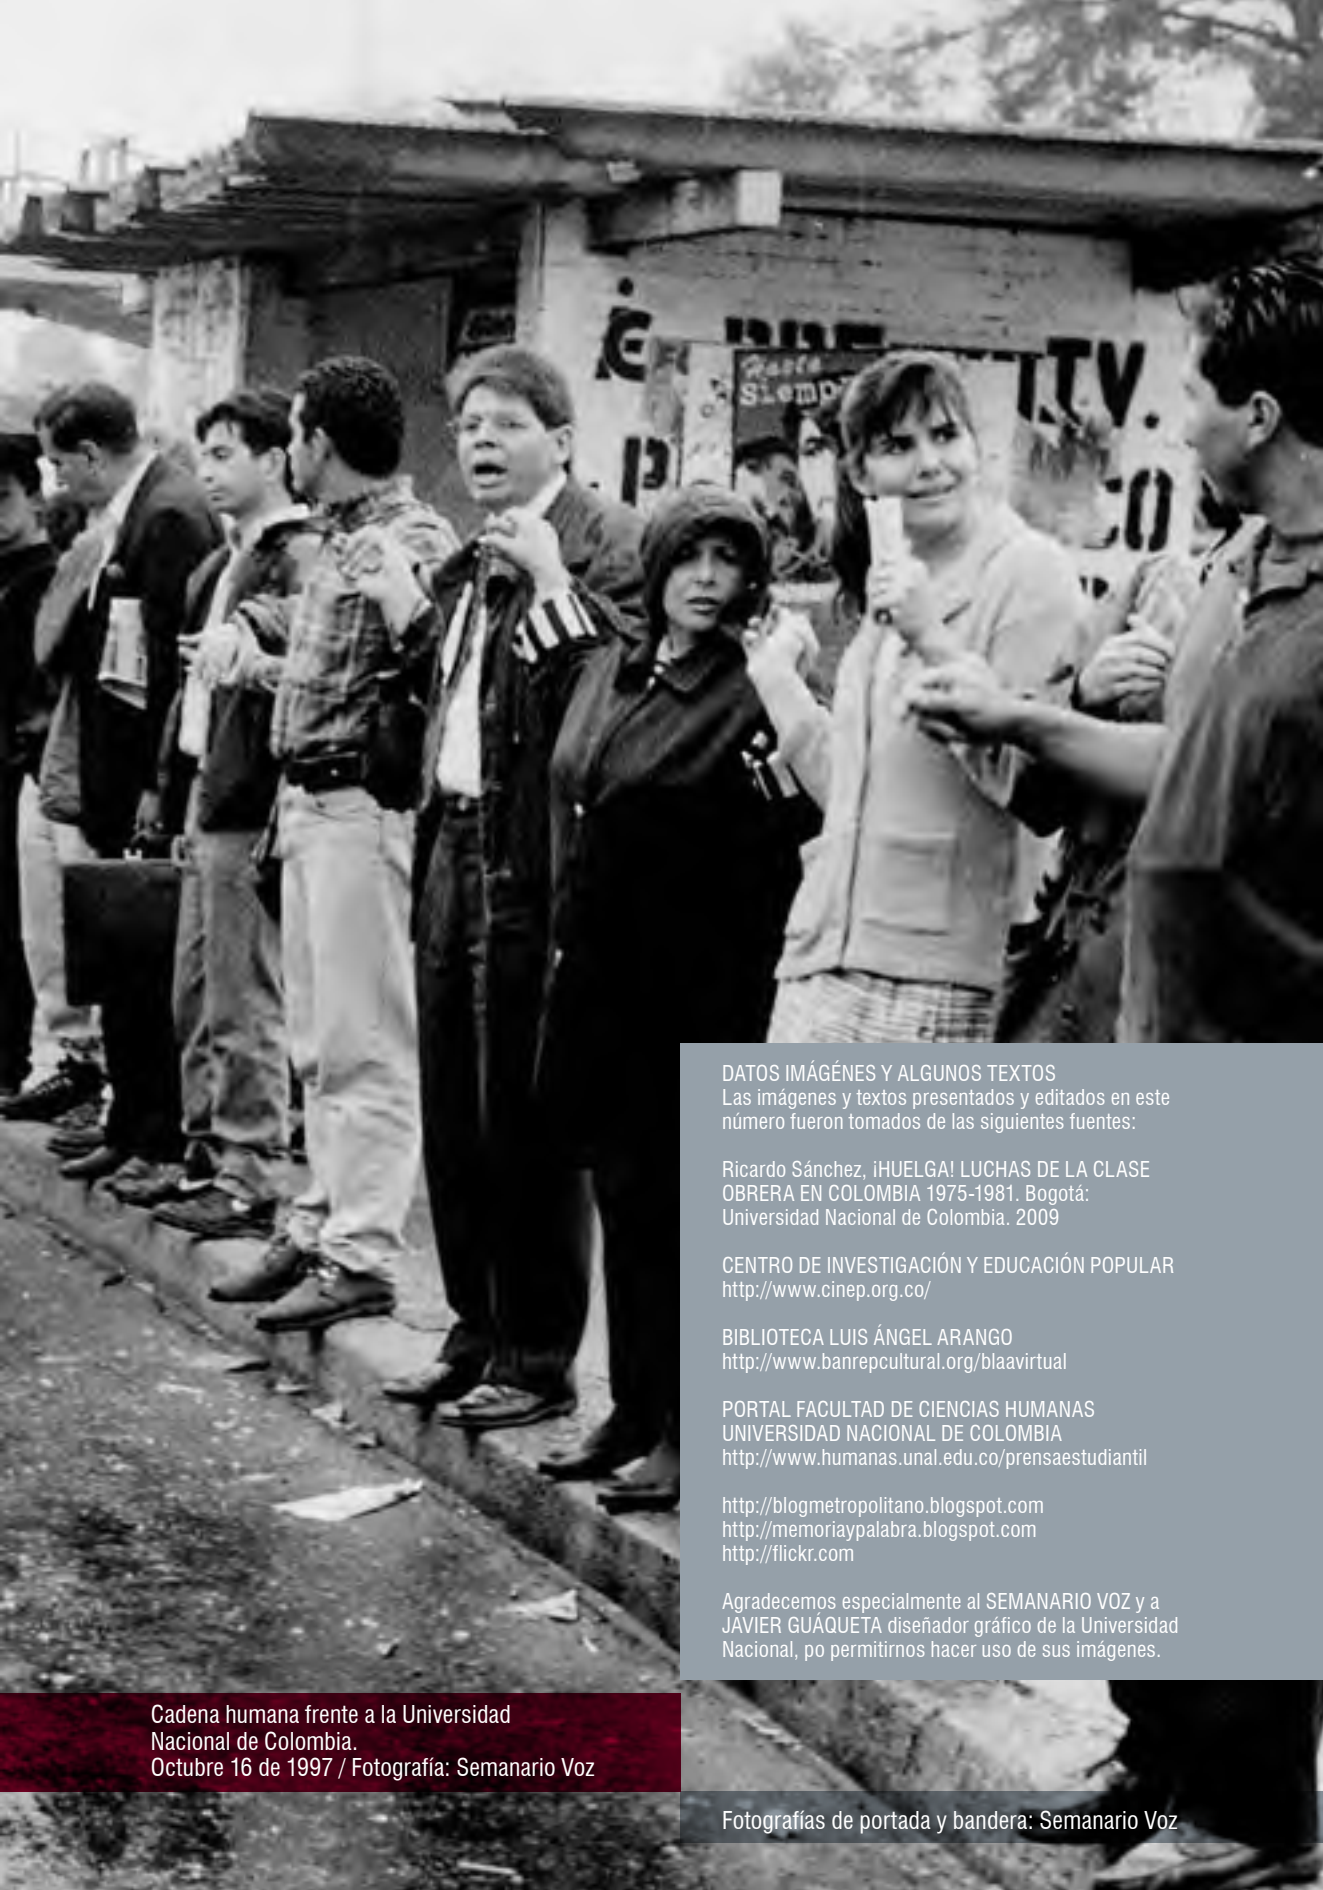 Hasta
Siemp
TV.
DATOS IMÁGÉNES Y ALGUNOS TEXTOS
Las imágenes y textos presentados y editados en este
número fueron tomados de las siguientes fuentes:
Ricardo Sánchez, ¡HUELGA! LUCHAS DE LA CLASE
OBRERA EN COLOMBIA 1975-1981. Bogotá:
Universidad Nacional de Colombia. 2009
CENTRO DE INVESTIGACIÓN Y EDUCACIÓN POPULAR
http://www.cinep.org.co/
BIBLIOTECA LUIS ÁNGEL ARANGO
http://www.banrepcultural.org/blaavirtual
PORTAL FACULTAD DE CIENCIAS HUMANAS
UNIVERSIDAD NACIONAL DE COLOMBIA
http://www.humanas.unal.edu.co/prensaestudiantil
http://blogmetropolitano.blogspot.com
http://memoriaypalabra.blogspot.com
http://flickr.com
Agradecemos especialmente al SEMANARIO VOZ y a
JAVIER GUÁQUETA diseñador gráfico de la Universidad
Nacional, po permitirnos hacer uso de sus imágenes.
Cadena humana frente a la Universidad
Nacional de Colombia.
Octubre 16 de 1997 / Fotografía: Semanario Voz
Fotografías de portada y bandera: Semanario Voz